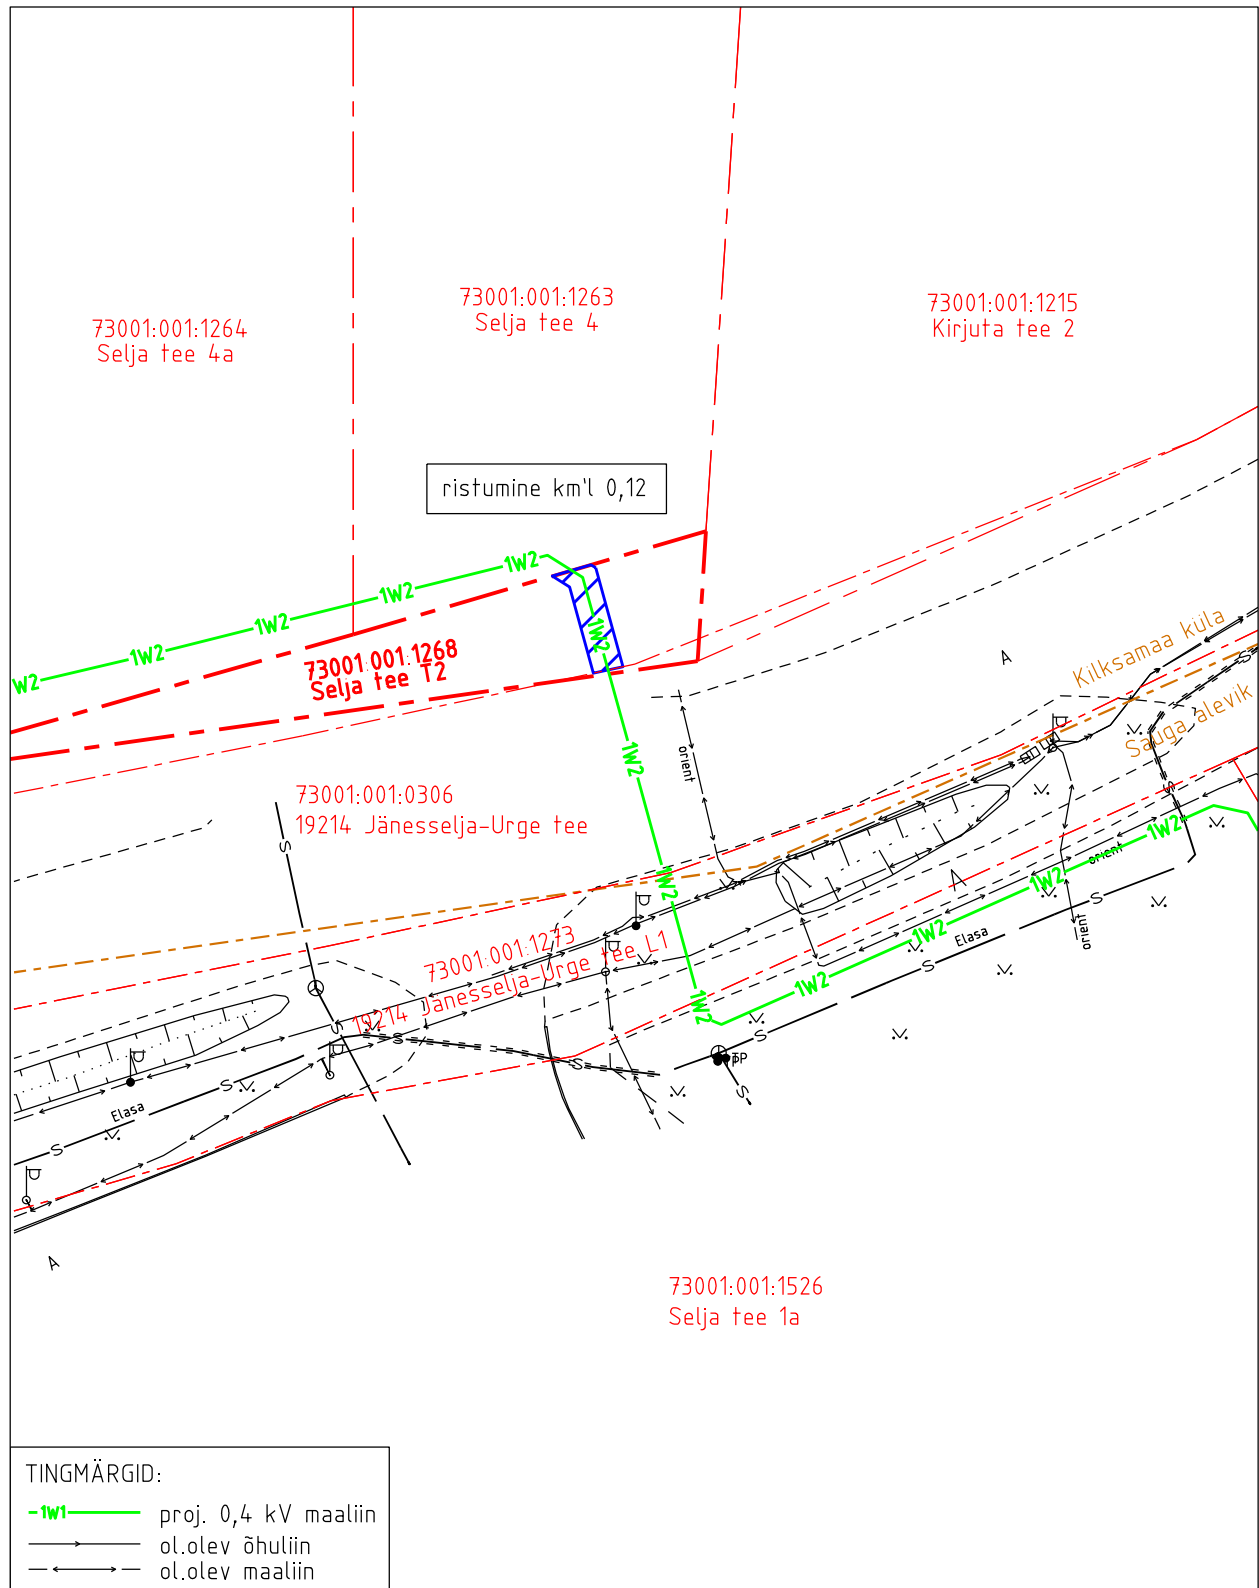 73001:001:1263
Selja tee 4
73001:001:1215
Kirjuta tee 2
73001:001:1264
Selja tee 4a
ristumine km'l 0,12
1W2
1W2
1W2
1W2
W2
1W2
73001:001:1268
Selja tee T2
Kilksamaa küla
Sauga alevik
A
S
orient
1W2
73001:001:0306
19214 Jänesselja-Urge tee
S
1W2
1W2
orient
1W2
A
S
S
1W2
Elasa
orient
S
73001:001:1273
19214 Jänesselja-Urge tee L1
1W2
1W2
S
S
S
S
TP
S
S
Elasa
S
A
73001:001:1526
Selja tee 1a
TINGMÄRGID:
1W1 proj. 0,4 kV maaliin
ol.olev õhuliin
ol.olev maaliin